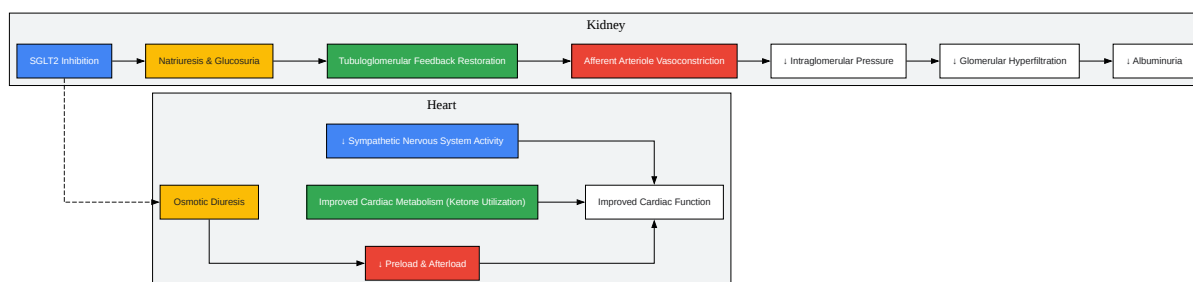 Kidney
SGLT2 Inhibition
Natriuresis & Glucosuria
Tubuloglomerular Feedback Restoration
Afferent Arteriole Vasoconstriction
↓ Intraglomerular Pressure
↓ Glomerular Hyperfiltration
↓ Albuminuria
Heart
↓ Sympathetic Nervous System Activity
Osmotic Diuresis
Improved Cardiac Metabolism (Ketone Utilization)
Improved Cardiac Function
↓ Preload & Afterload